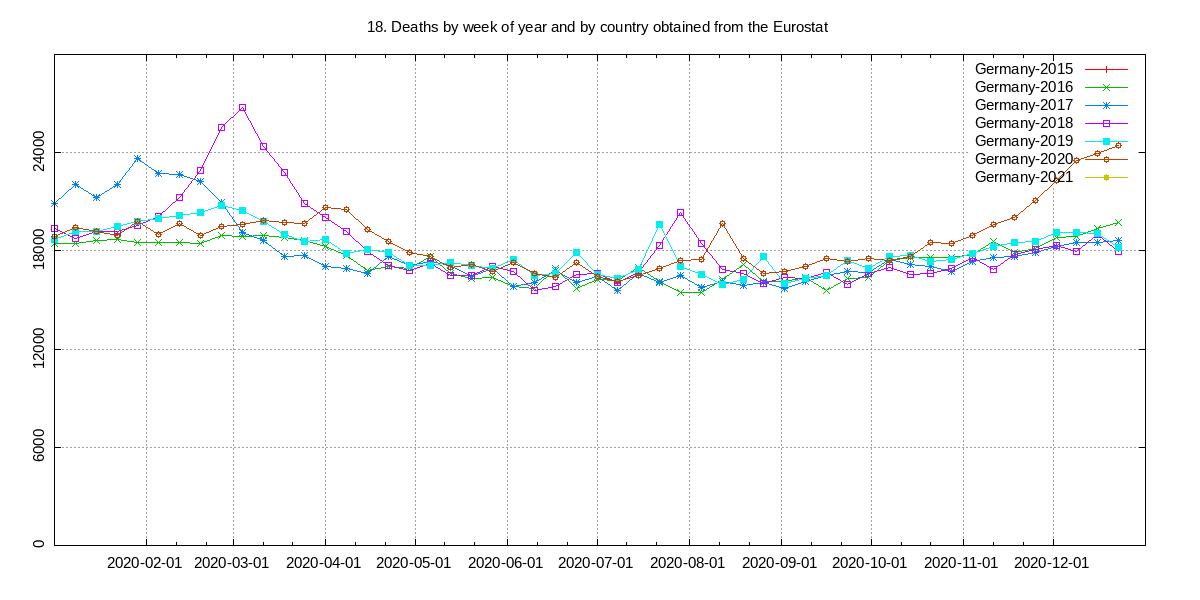 18. Deaths by week of year and by country obtained from the Eurostat
Germany-2015
Germany-2016
Germany-2017
Germany-2018
Germany-2019
Germany-2020
Germany-2021
24000
18000
12000
6000
0
2020-02-01 2020-03-01 2020-04-01 2020-05-01 2020-06-01 2020-07-01 2020-08-01 2020-09-01 2020-10-01 2020-11-01 2020-12-01